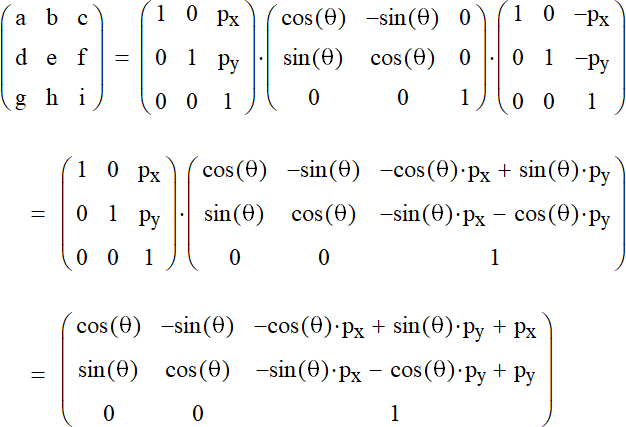 a b c 1 0 px cos(θ) −sin(θ) 0 1 0 −px
d e f = 0 1 py · sin(θ) cos(θ) 0 · 0 1 −py
g h i 0 0 1 0 0 1 0 0 1
1 0 px cos(θ) −sin(θ) −cos(θ)·px + sin(θ)·py
= 0 1 py · sin(θ) cos(θ) −sin(θ)·px − cos(θ)·py
0 0 1 0 0 1
cos(θ) −sin(θ) −cos(θ)·px + sin(θ)·py + px
= sin(θ) cos(θ) −sin(θ)·px − cos(θ)·py + py
0 0 1